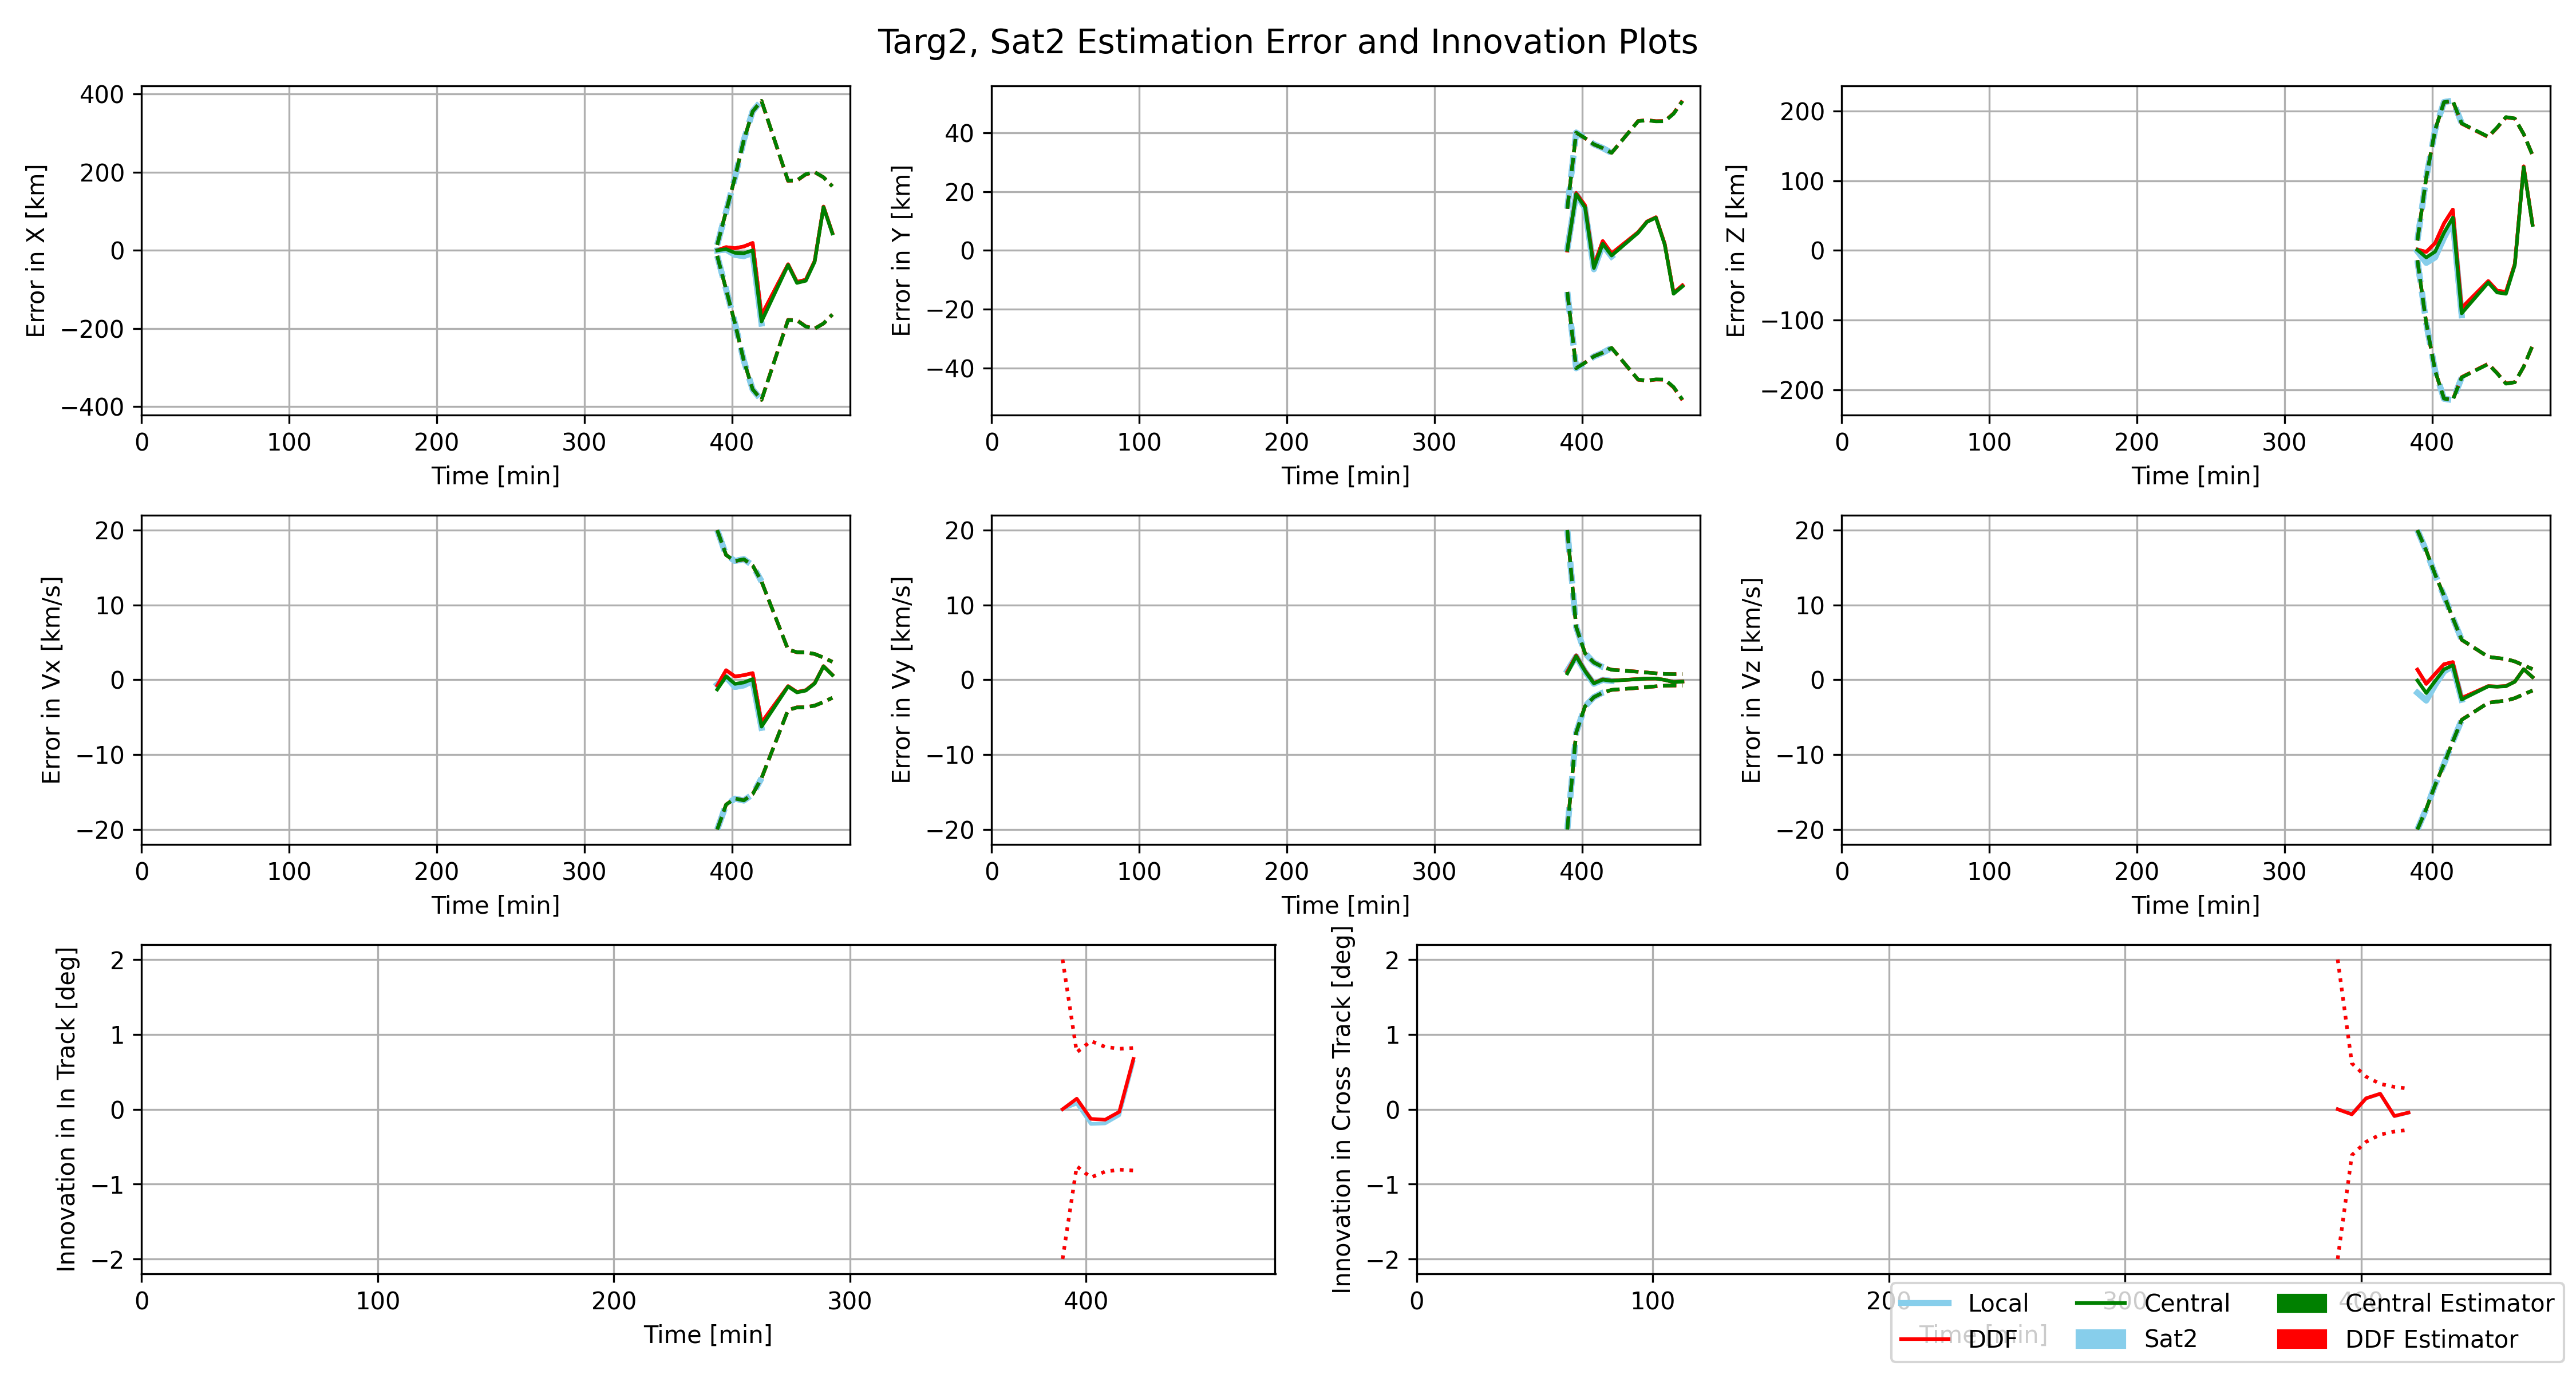 Targ2, Sat2 Estimation Error and Innovation Plots
Error in X [km]
400
200
0
−200
−400
0 100 200 300 400
Time [min]
Error in Y [km]
40
20
0
−20
−40
0 100 200 300 400
Time [min]
Error in Z [km]
200
100
0
−100
−200
0 100 200 300 400
Time [min]
Error in Vx [km/s]
20
10
0
−10
−20
0 100 200 300 400
Time [min]
Error in Vy [km/s]
20
10
0
−10
−20
0 100 200 300 400
Time [min]
Error in Vz [km/s]
20
10
0
−10
−20
0 100 200 300 400
Time [min]
Innovation in In Track [deg]
2
1
0
−1
−2
0 100 200 300 400
Time [min]
Innovation in Cross Track [deg]
2
1
0
−1
−2
0 100 200 300 400
Time [min]
Local
DDF
Central
Sat2
Central Estimator
DDF Estimator